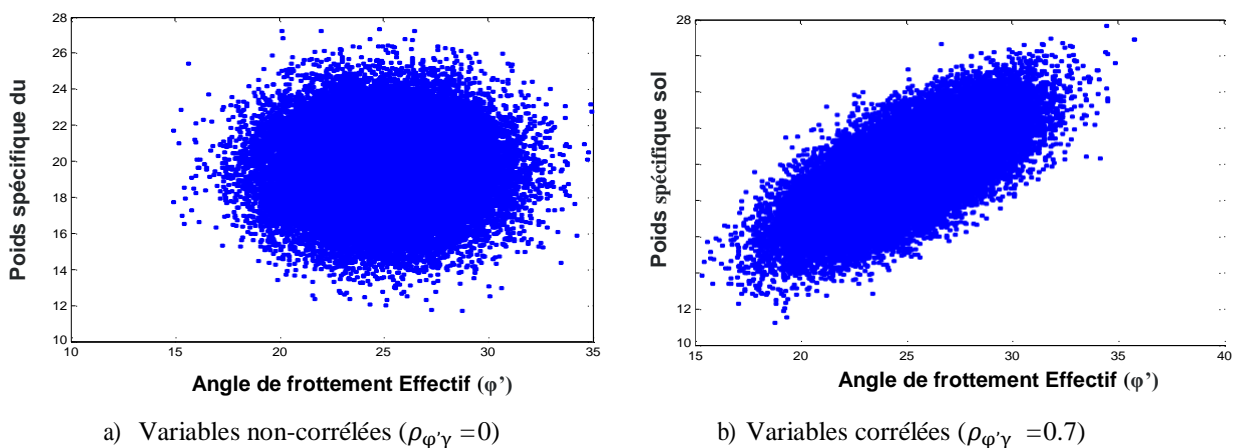 28
26
24
22
20
18
16
14
12
10
Poids spécifique du
10 15 20 25 30 35
Angle de frottement Effectif (φ’)
a) Variables non-corrélées (ρφ’γ =0)
28
12
10
Poids spécifique sol
15 20 25 30 35 40
Angle de frottement Effectif (φ’)
b) Variables corrélées (ρφ’γ =0.7)